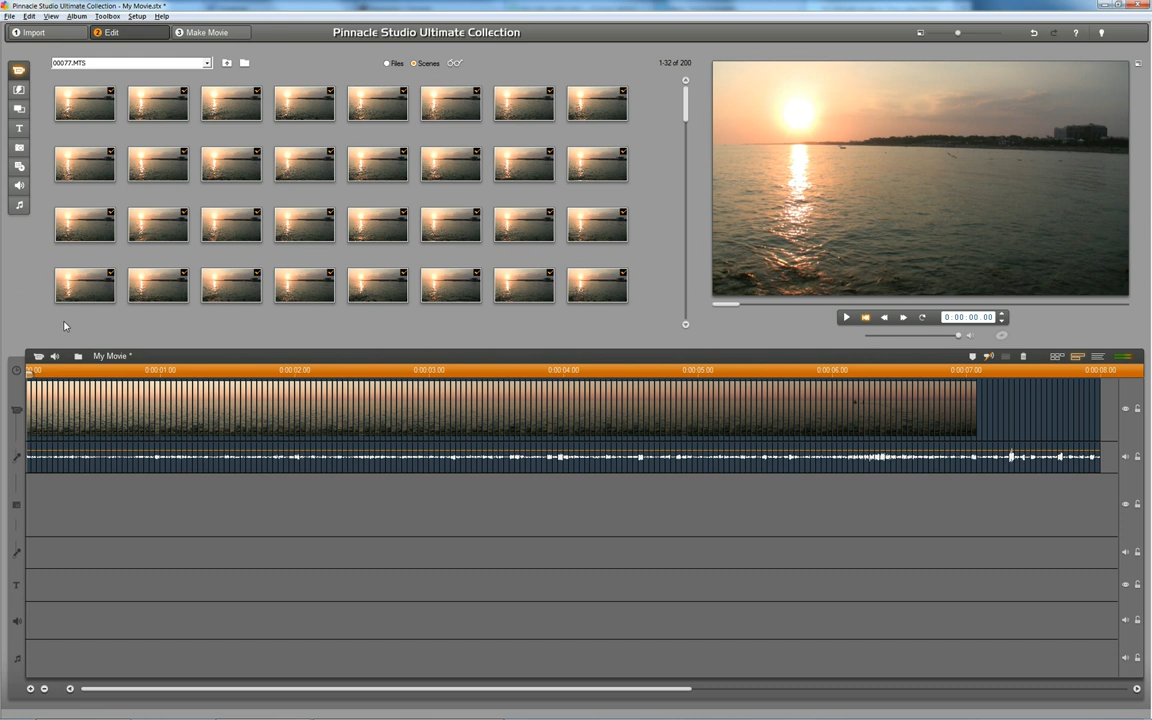 Pinnacle Studio Ultimate Collection - My Movie.stx *
File Edit View Album Toolbox Setup Help
1 Import
2 Edit
3 Make Movie
Pinnacle Studio Ultimate Collection
?
00077.MTS
Files
Scenes
1-32 of 200
T
0:00:00.00
My Movie *
00:00
0:00:01.00
0:00:02:00
0:00:03:00
0:00:04:00
0:00:05:00
0:00:06:00
0:00:07:00
0:00:08:00
T